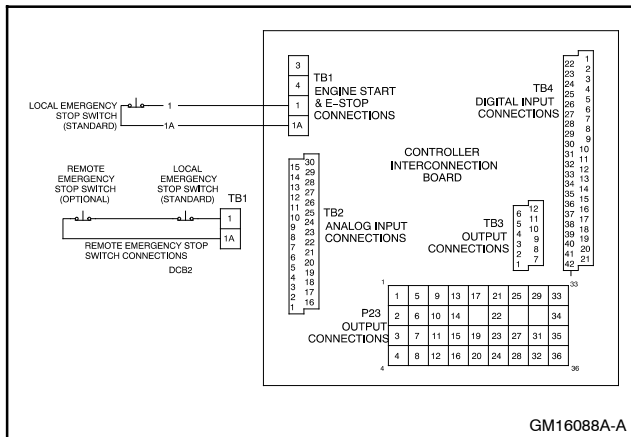 3
4
1
1A
TB1
ENGINE START
& E-STOP
CONNECTIONS
LOCAL EMERGENCY
STOP SWITCH
(STANDARD)
1
1A
REMOTE
EMERGENCY
STOP SWITCH
(OPTIONAL)
LOCAL
EMERGENCY
STOP SWITCH
(STANDARD)
TB1
1
1A
REMOTE EMERGENCY STOP
SWITCH CONNECTIONS
DCB2
15 30
14 29
13 28
12 27
11 26
10 25
9 24
8 23
7 22
6 21
5 20
4 19
3 18
2 17
1 16
TB2
ANALOG INPUT
CONNECTIONS
CONTROLLER
INTERCONNECTION
BOARD
TB4
DIGITAL INPUT
CONNECTIONS
22 1
23 2
24 3
25 4
26 5
27 6
28 7
29 8
30 9
31 10
32 11
33 12
34 13
35 14
36 15
37 16
38 17
39 18
40 19
41 20
42 21
TB3
OUTPUT
CONNECTIONS
6 12
5 11
4 10
3 9
2 8
1 7
P23
OUTPUT
CONNECTIONS
1 33
1 5 9 13 17 21 25 29 33
2 6 10 14 22 34
3 7 11 15 19 23 27 31 35
4 8 12 16 20 24 28 32 36
4 36
GM16088A-A